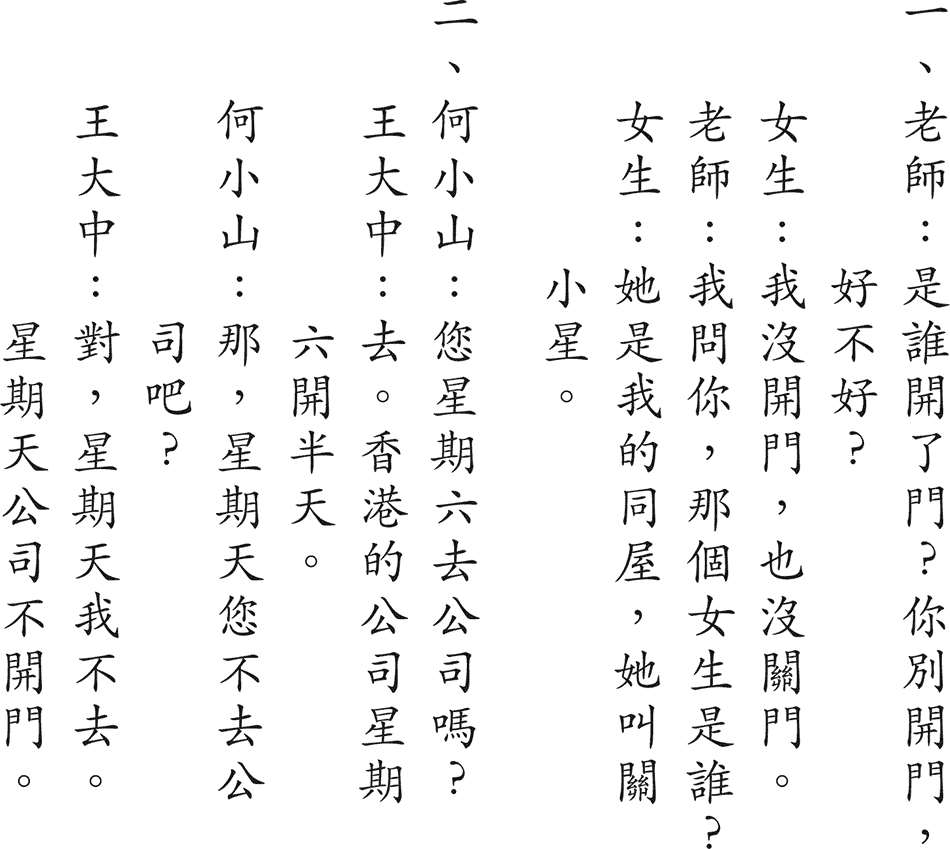 一、老師：是誰開了門？你別開門，
好不好？
女生：我沒開門，也沒關門。
老師：我問你，那個女生是誰？
女生：她是我的同屋，她叫關
小星。
二、何小山：您星期六去公司嗎？
王大中：去。香港的公司星期
六開半天。
何小山：那，星期天您不去公
司吧？
王大中：對，星期天我不去。
星期天公司不開門。